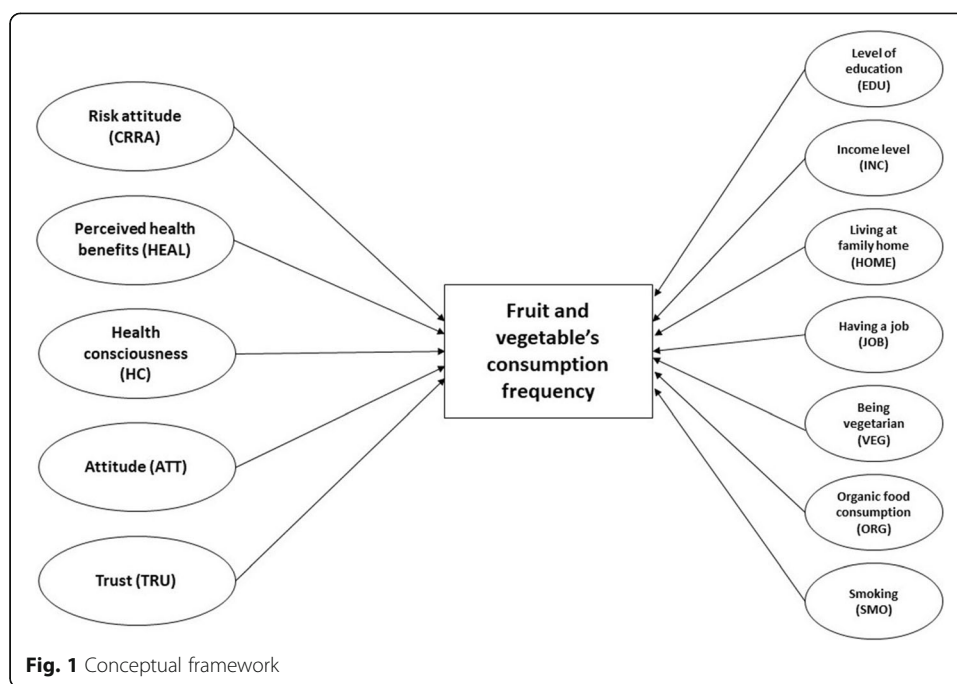 Risk attitude
(CRRA)
Perceived health
benefits (HEAL)
Health
consciousness
(HC)
Attitude (ATT)
Trust (TRU)
Fruit and
vegetable's
consumption
frequency
Level of
education
(EDU)
Income level
(INC)
Living at
family home
(HOME)
Having a job
(JOB)
Being
vegetarian
(VEG)
Organic food
consumption
(ORG)
Smoking
(SMO)
Fig. 1 Conceptual framework